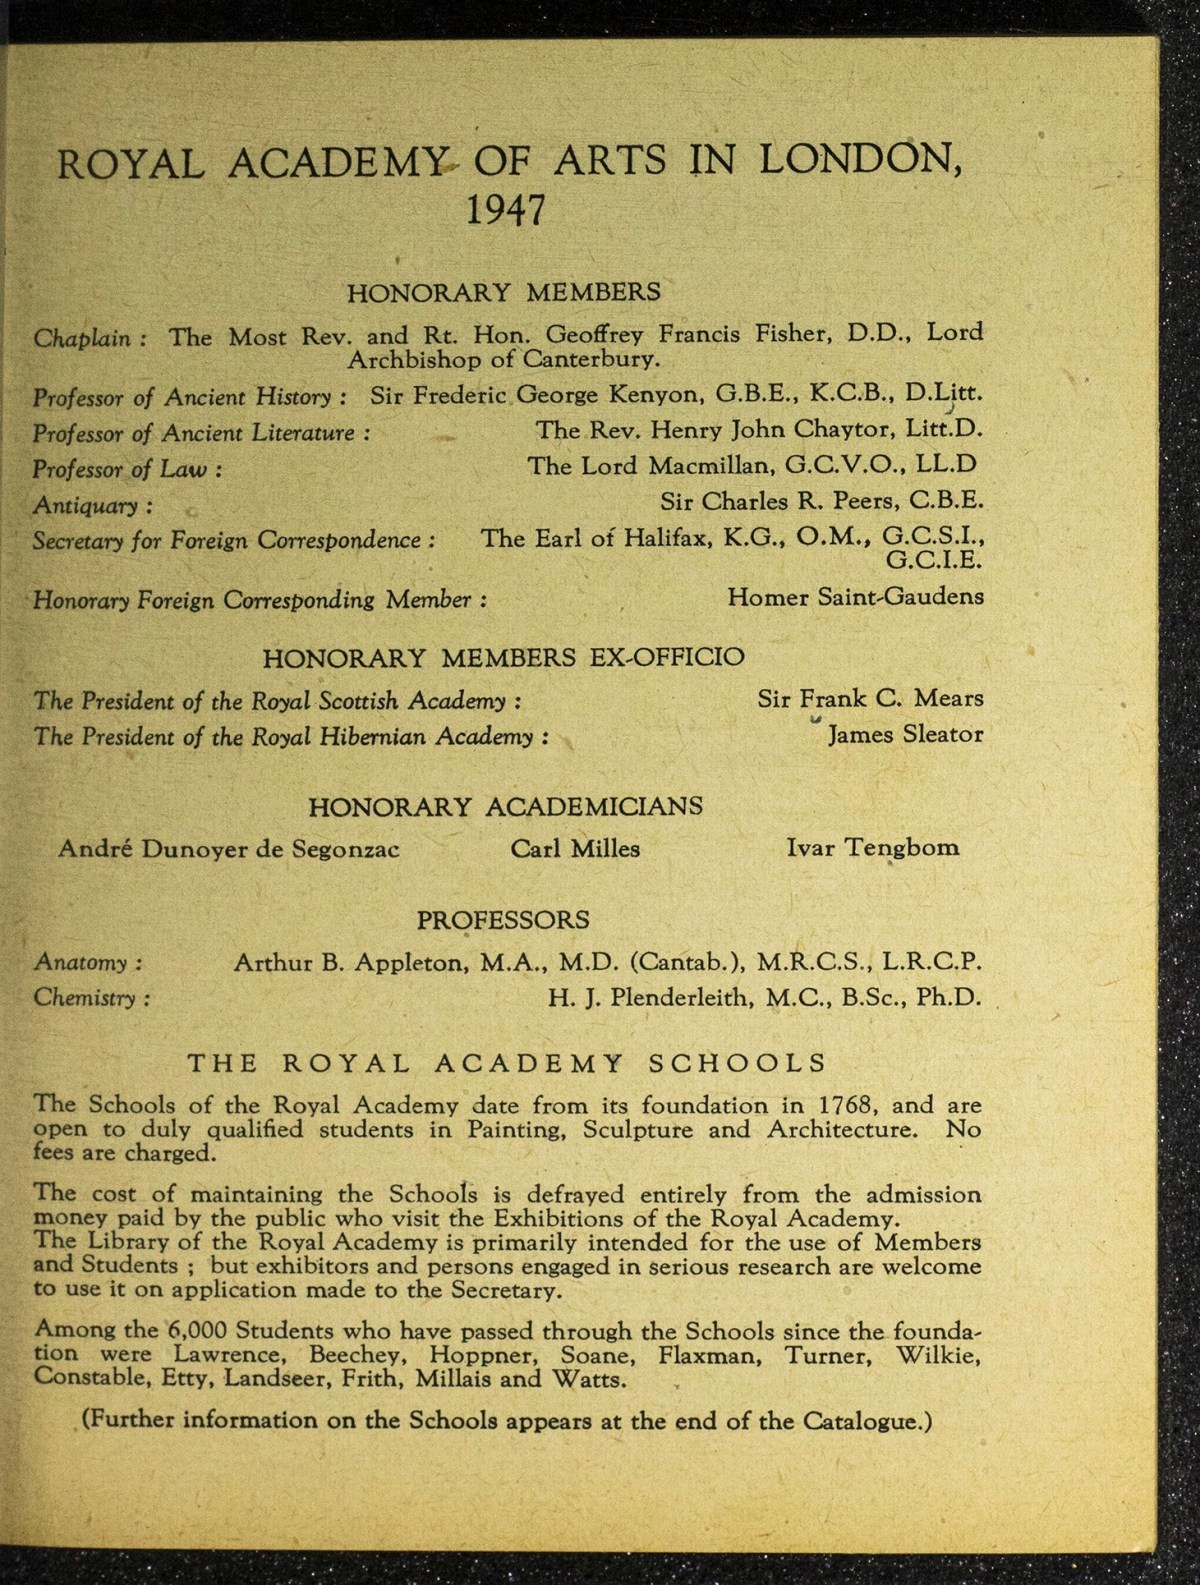 ROYAL ACADEMY OF ARTS IN LONDON,
1947
HONORARY MEMBERS
Chaplain : The Most Rev. and Rt. Hon. Geoffrey Francis Fisher, D.D., Lord
Archbishop of Canterbury.
Professor of Ancient History : Sir Frederic George Kenyon, G.B.E., K.C.B., D.Litt.
Professor of Ancient Literature : The Rev. Henry John Chaytor, Litt.D.
Professor of Law : The Lord Macmillan, G.C.V.O., LL.D
Antiquary : Sir Charles R. Peers, C.B.E.
Secretary for Foreign Correspondence : The Earl of Halifax, K.G., O.M., G.C.S.I.,
G.C.I.E.
Honorary Foreign Corresponding Member : Homer Saint-Gaudens
HONORARY MEMBERS EX-OFFICIO
The President of the Royal Scottish Academy : Sir Frank C. Mears
The President of the Royal Hibernian Academy : James Sleator
HONORARY ACADEMICIANS
André Dunoyer de Segonzac Carl Milles Ivar Tengbom
PROFESSORS
Anatomy : Arthur B. Appleton, M.A., M.D. (Cantab.), M.R.C.S., L.R.C.P.
Chemistry : H. J. Plenderleith, M.C., B.Sc., Ph.D.
THE ROYAL ACADEMY SCHOOLS
The Schools of the Royal Academy date from its foundation in 1768, and are
open to duly qualified students in Painting, Sculpture and Architecture. No
fees are charged.
The cost of maintaining the Schools is defrayed entirely from the admission
money paid by the public who visit the Exhibitions of the Royal Academy.
The Library of the Royal Academy is primarily intended for the use of Members
and Students ; but exhibitors and persons engaged in serious research are welcome
to use it on application made to the Secretary.
Among the 6,000 Students who have passed through the Schools since the founda-
tion were Lawrence, Beechey, Hoppner, Soane, Flaxman, Turner, Wilkie,
Constable, Etty, Landseer, Frith, Millais and Watts.
(Further information on the Schools appears at the end of the Catalogue.)